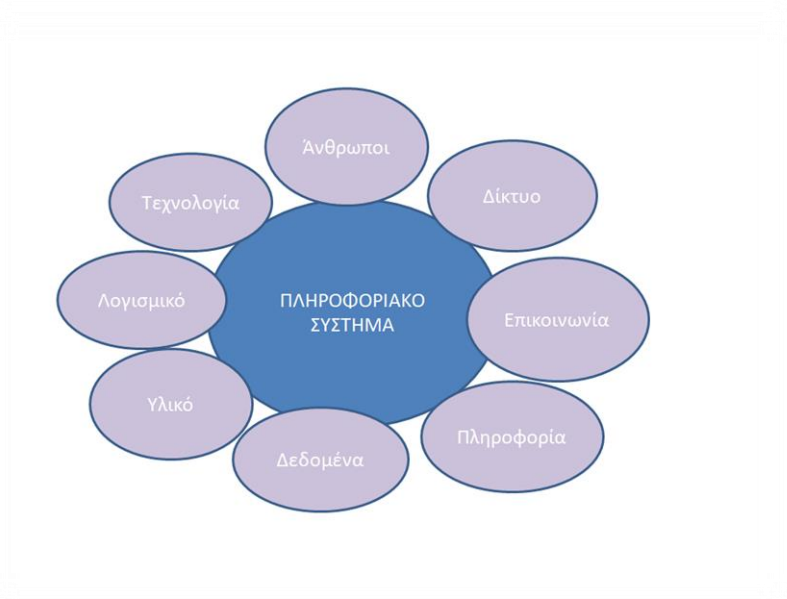 Άνθρωποι
Δίκτυο
Τεχνολογία
Λογισμικό
ΠΛΗΡΟΦΟΡΙΑΚΟ
ΣΥΣΤΗΜΑ
Επικοινωνία
Υλικό
Πληροφορία
Δεδομένα